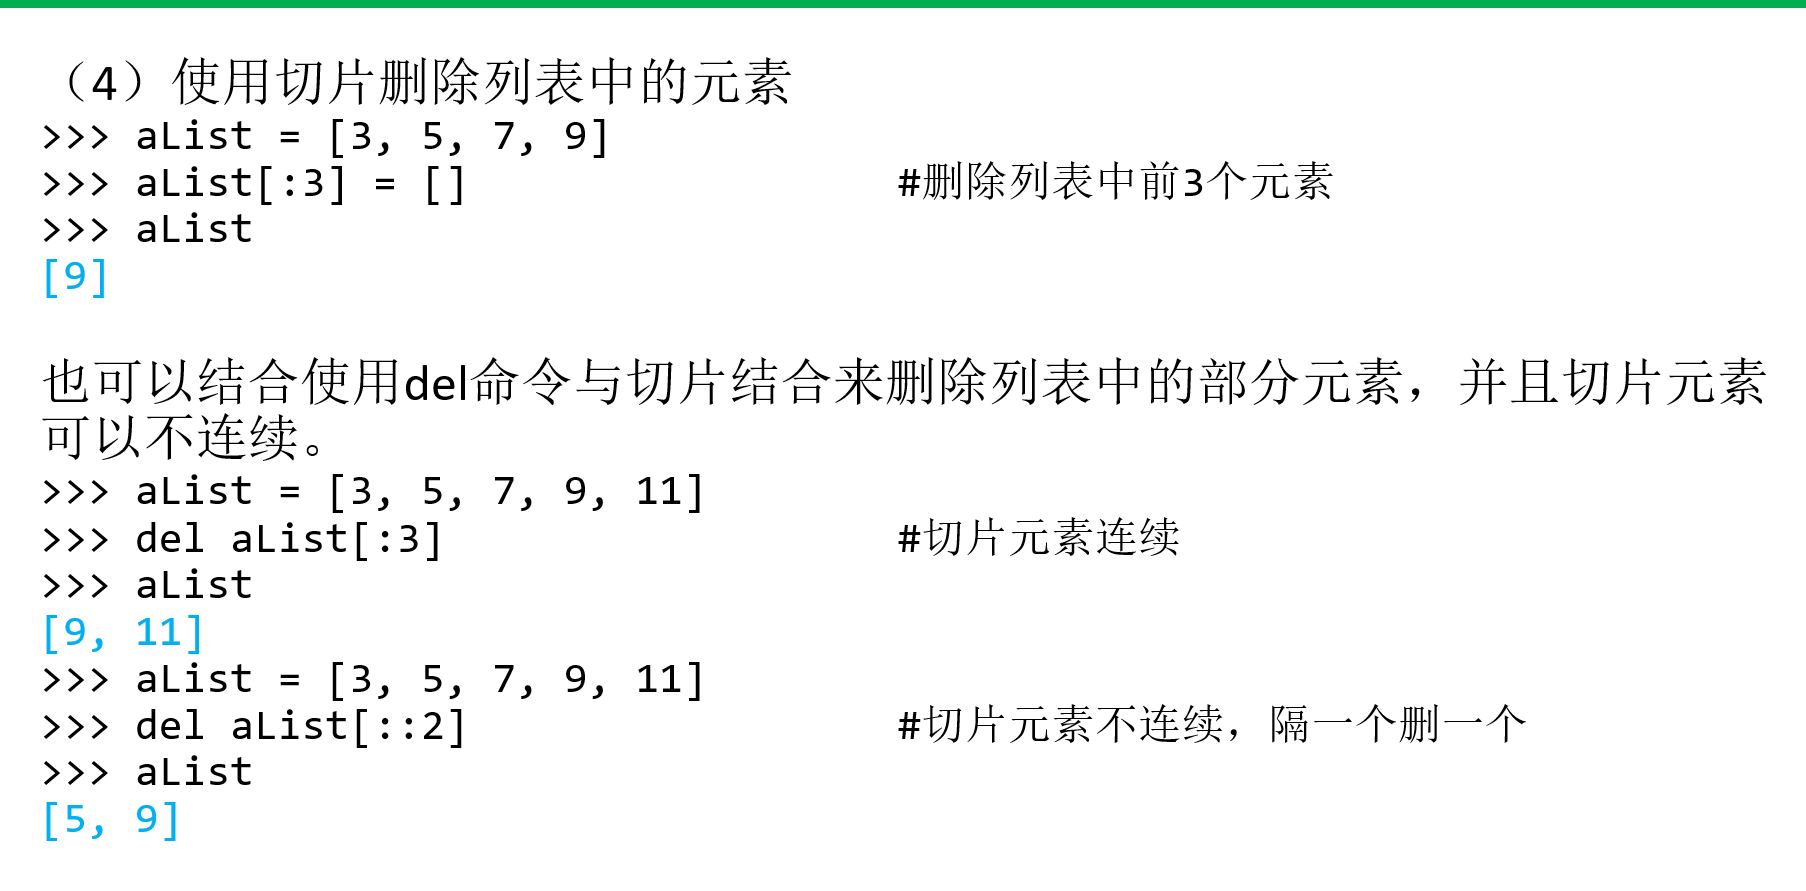 （4）使用切片删除列表中的元素
>>> aList = [3, 5, 7, 9]
>>> aList[:3] = [] #删除列表中前3个元素
>>> aList
[9]
也可以结合使用del命令与切片结合来删除列表中的部分元素，并且切片元素
可以不连续。
>>> aList = [3, 5, 7, 9, 11]
>>> del aList[:3] #切片元素连续
>>> aList
[9, 11]
>>> aList = [3, 5, 7, 9, 11]
>>> del aList[::2] #切片元素不连续，隔一个删一个
>>> aList
[5, 9]